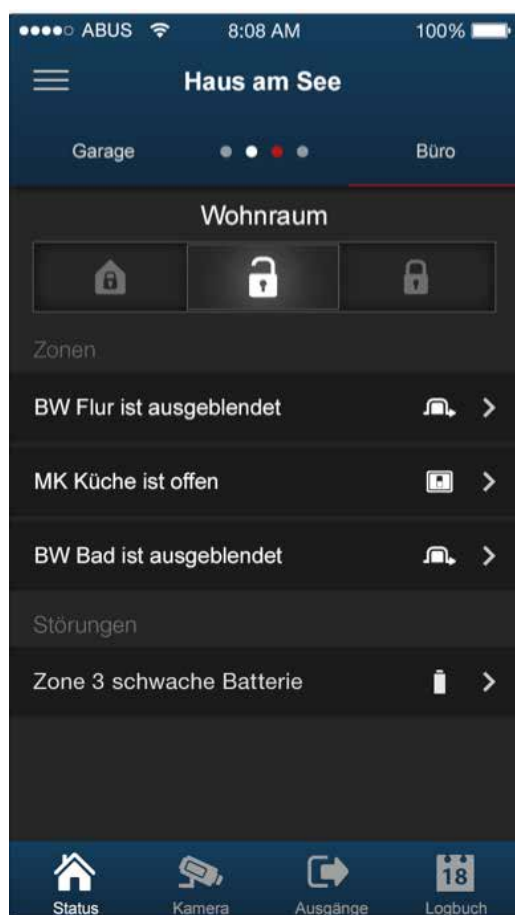 ABUS 8:08 AM 100%
Haus am See
Garage Büro
Wohnraum
Zonen
BW Flur ist ausgeblendet
MK Küche ist offen
BW Bad ist ausgeblendet
Störungen
Zone 3 schwache Batterie
18
Status Kamera Ausgänge Logbuch